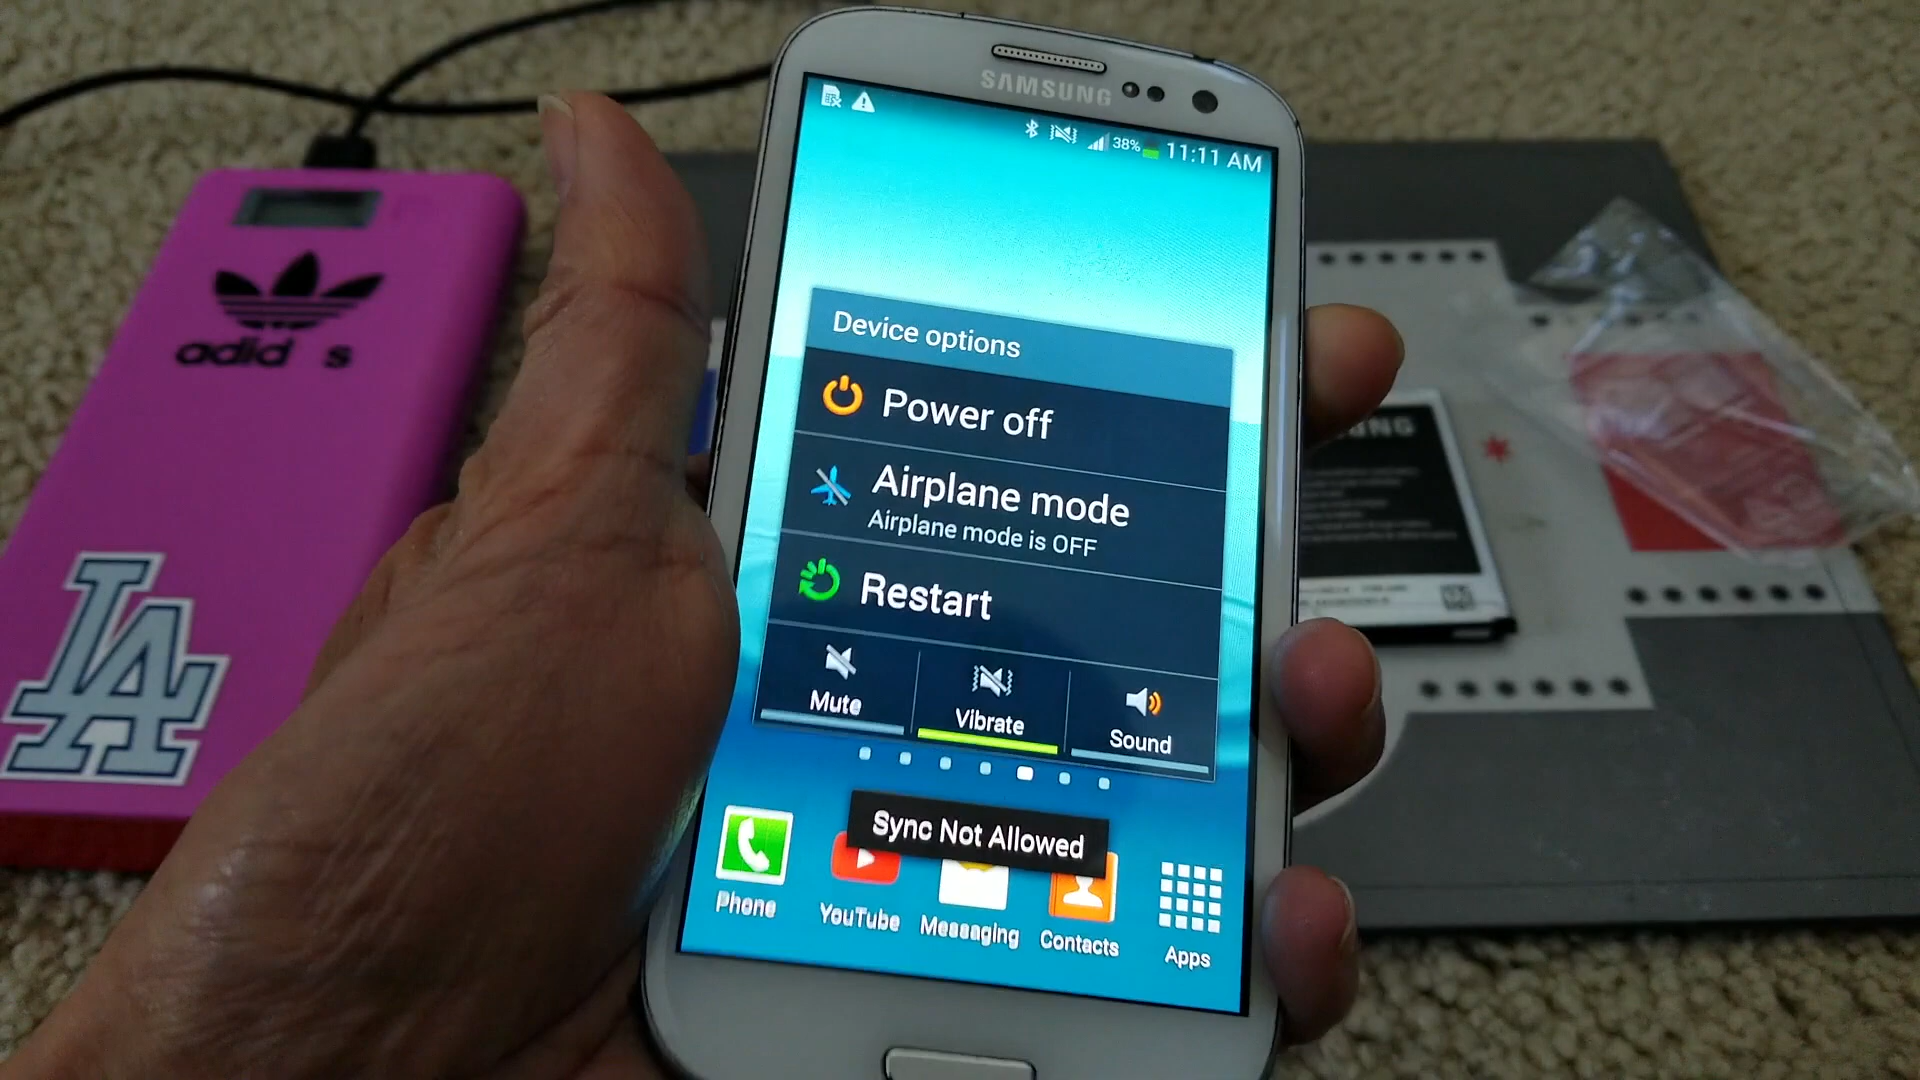 SAMSUNG
38% 11:11 AM
adid s
LA
Device options
Power off
Airplane mode
Airplane mode is OFF
Restart
Mute
Vibrate
Sound
Sync Not Allowed
Phone
YouTube
Messaging
Contacts
Apps